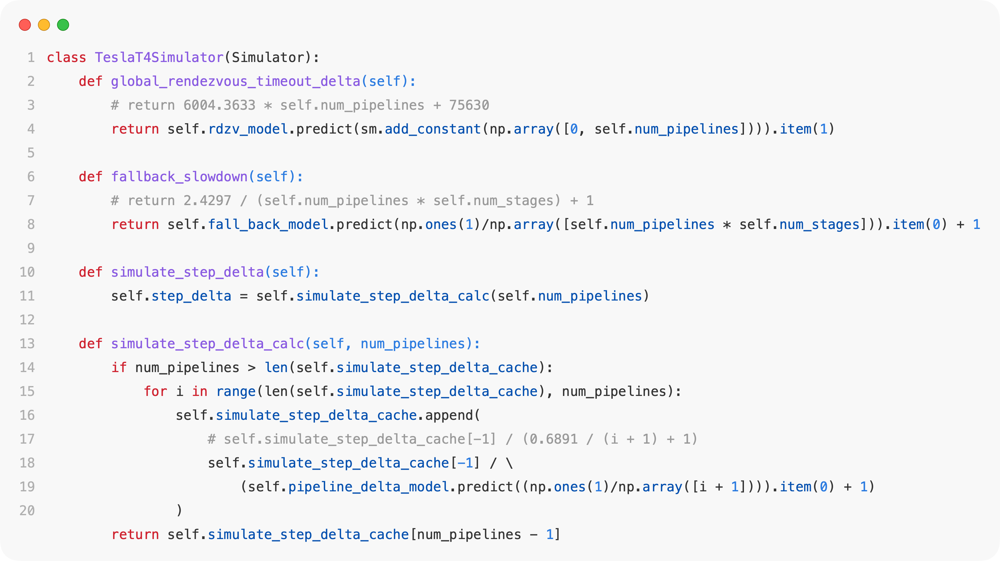 1 class TeslaT4Simulator(Simulator):
2     def global_rendezvous_timeout_delta(self):
3         # return 6004.3633 * self.num_pipelines + 75630
4         return self.rdzv_model.predict(sm.add_constant(np.array([0, self.num_pipelines]))).item(1)
5
6     def fallback_slowdown(self):
7         # return 2.4297 / (self.num_pipelines * self.num_stages) + 1
8         return self.fall_back_model.predict(np.ones(1)/np.array([self.num_pipelines * self.num_stages])).item(0) + 1
9
10     def simulate_step_delta(self):
11         self.step_delta = self.simulate_step_delta_calc(self.num_pipelines)
12
13     def simulate_step_delta_calc(self, num_pipelines):
14         if num_pipelines > len(self.simulate_step_delta_cache):
15             for i in range(len(self.simulate_step_delta_cache), num_pipelines):
16                 self.simulate_step_delta_cache.append(
17                     # self.simulate_step_delta_cache[-1] / (0.6891 / (i + 1) + 1)
18                     self.simulate_step_delta_cache[-1] / \
19                         (self.pipeline_delta_model.predict((np.ones(1)/np.array([i + 1]))).item(0) + 1)
20                 )
        return self.simulate_step_delta_cache[num_pipelines - 1]